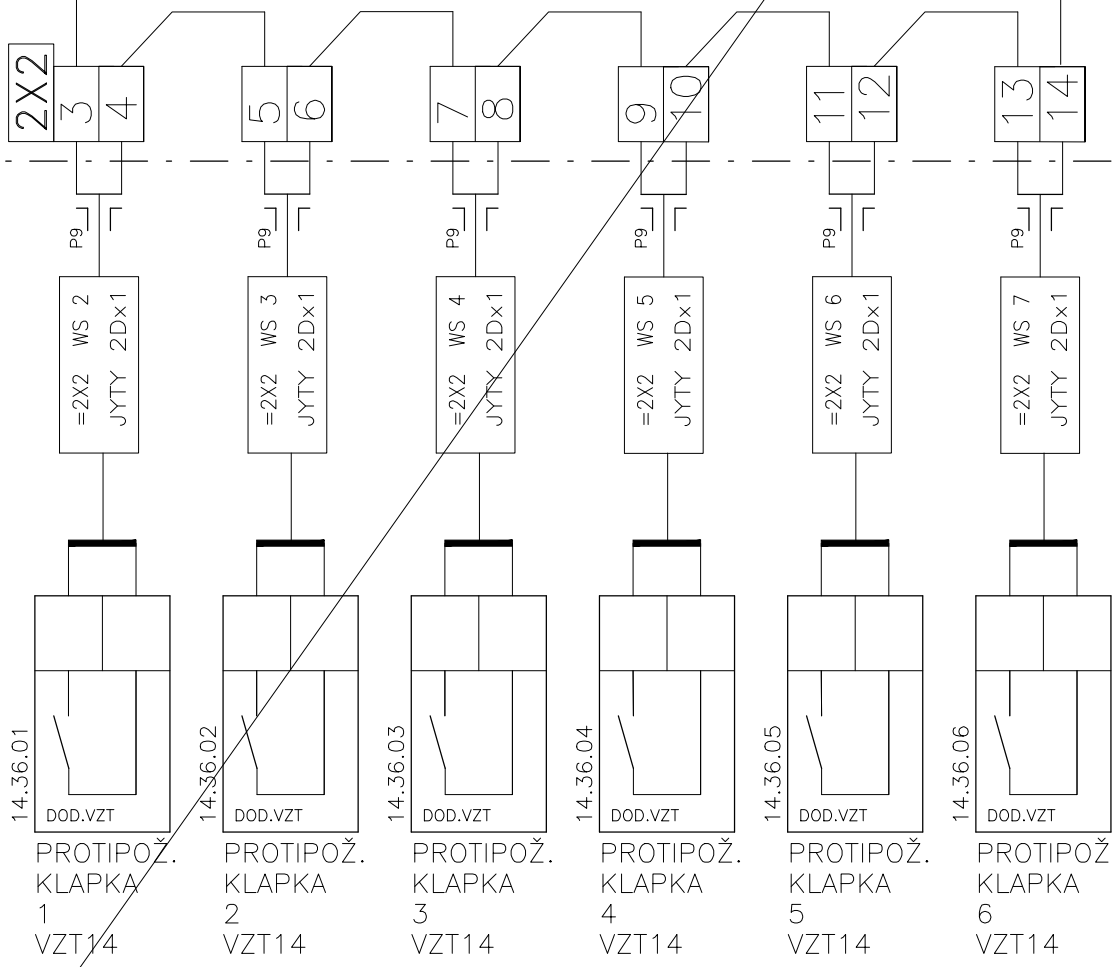 2X2
3 4 5 6 7 8 9 10 11 12 13 14
P9 P9 P9 P9 P9 P9
=2X2 WS 2
JYTY 2Dx1
=2X2 WS 3
JYTY 2Dx1
=2X2 WS 4
JYTY 2Dx1
=2X2 WS 5
JYTY 2Dx1
=2X2 WS 6
JYTY 2Dx1
=2X2 WS 7
JYTY 2Dx1
14.36.01
DOD.VZT
PROTIPOŽ.
KLAPKA
1
VZT14
14.36.02
DOD.VZT
PROTIPOŽ.
KLAPKA
2
VZT14
14.36.03
DOD.VZT
PROTIPOŽ.
KLAPKA
3
VZT14
14.36.04
DOD.VZT
PROTIPOŽ.
KLAPKA
4
VZT14
14.36.05
DOD.VZT
PROTIPOŽ.
KLAPKA
5
VZT14
14.36.06
DOD.VZT
PROTIPOŽ
KLAPKA
6
VZT14